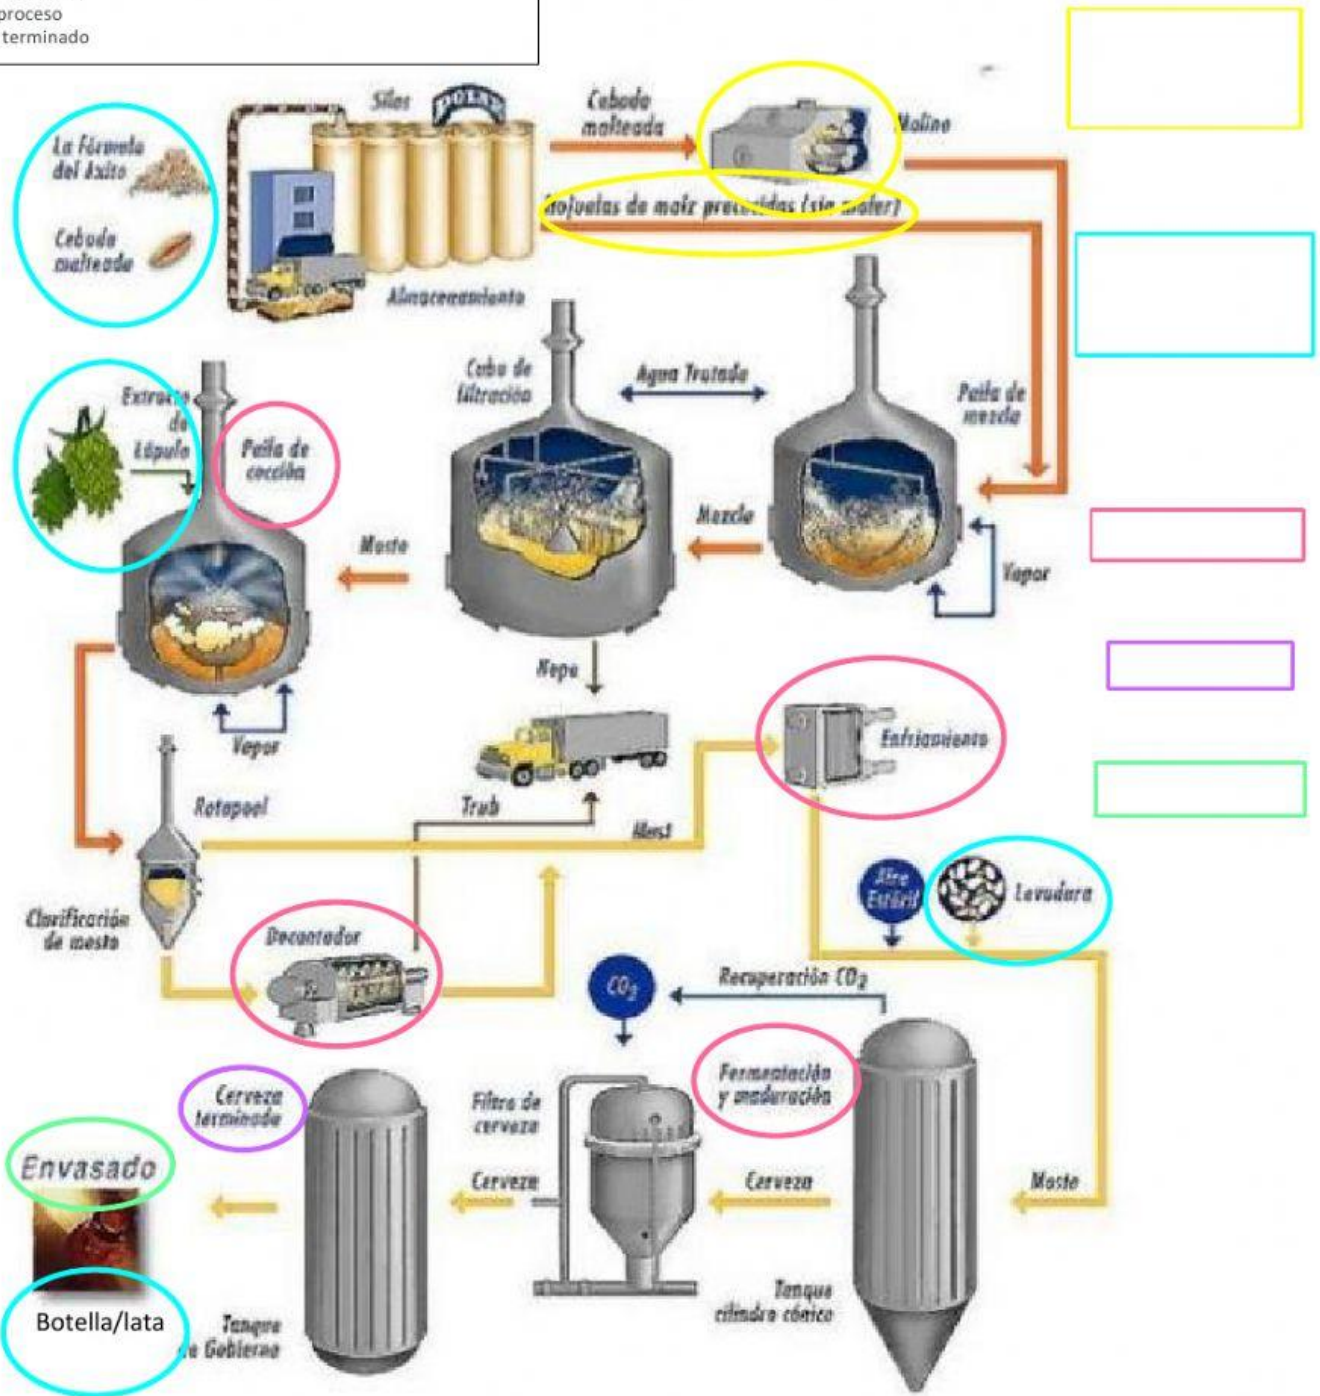 proceso
terminado
Silos
POLAR
Cebada
malteada
Molino
La Fórmula
del Éxito
Cebada
malteada
Hojuelas de maíz precocidas (sin moler)
Almacenamiento
Extracto
de
Lúpulo
Paila de
cocción
Cuba de
filtración
Agua Tratada
Paila de
mezcla
Mosto
Mezcla
Vapor
Nepe
Vapor
Enfriamiento
Rotapool
Trub
Most
Clarificación
de mosto
Decantador
Aire
Estéril
Levadura
CO2
Recuperación CO2
Cerveza
terminada
Filtro de
cerveza
Fermentación
y maduración
Envasado
Cerveza
Cerveza
Mosto
Botella/lata
Tanque
de Gobierno
Tanque
cilindro cónico